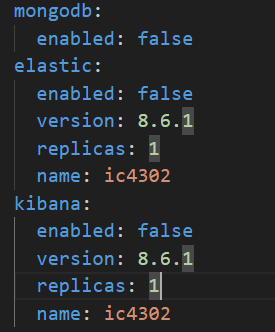 mongodb:
  enabled: false
elastic:
  enabled: false
  version: 8.6.1
  replicas: 1
  name: ic4302
kibana:
  enabled: false
  version: 8.6.1
  replicas: 1
  name: ic4302